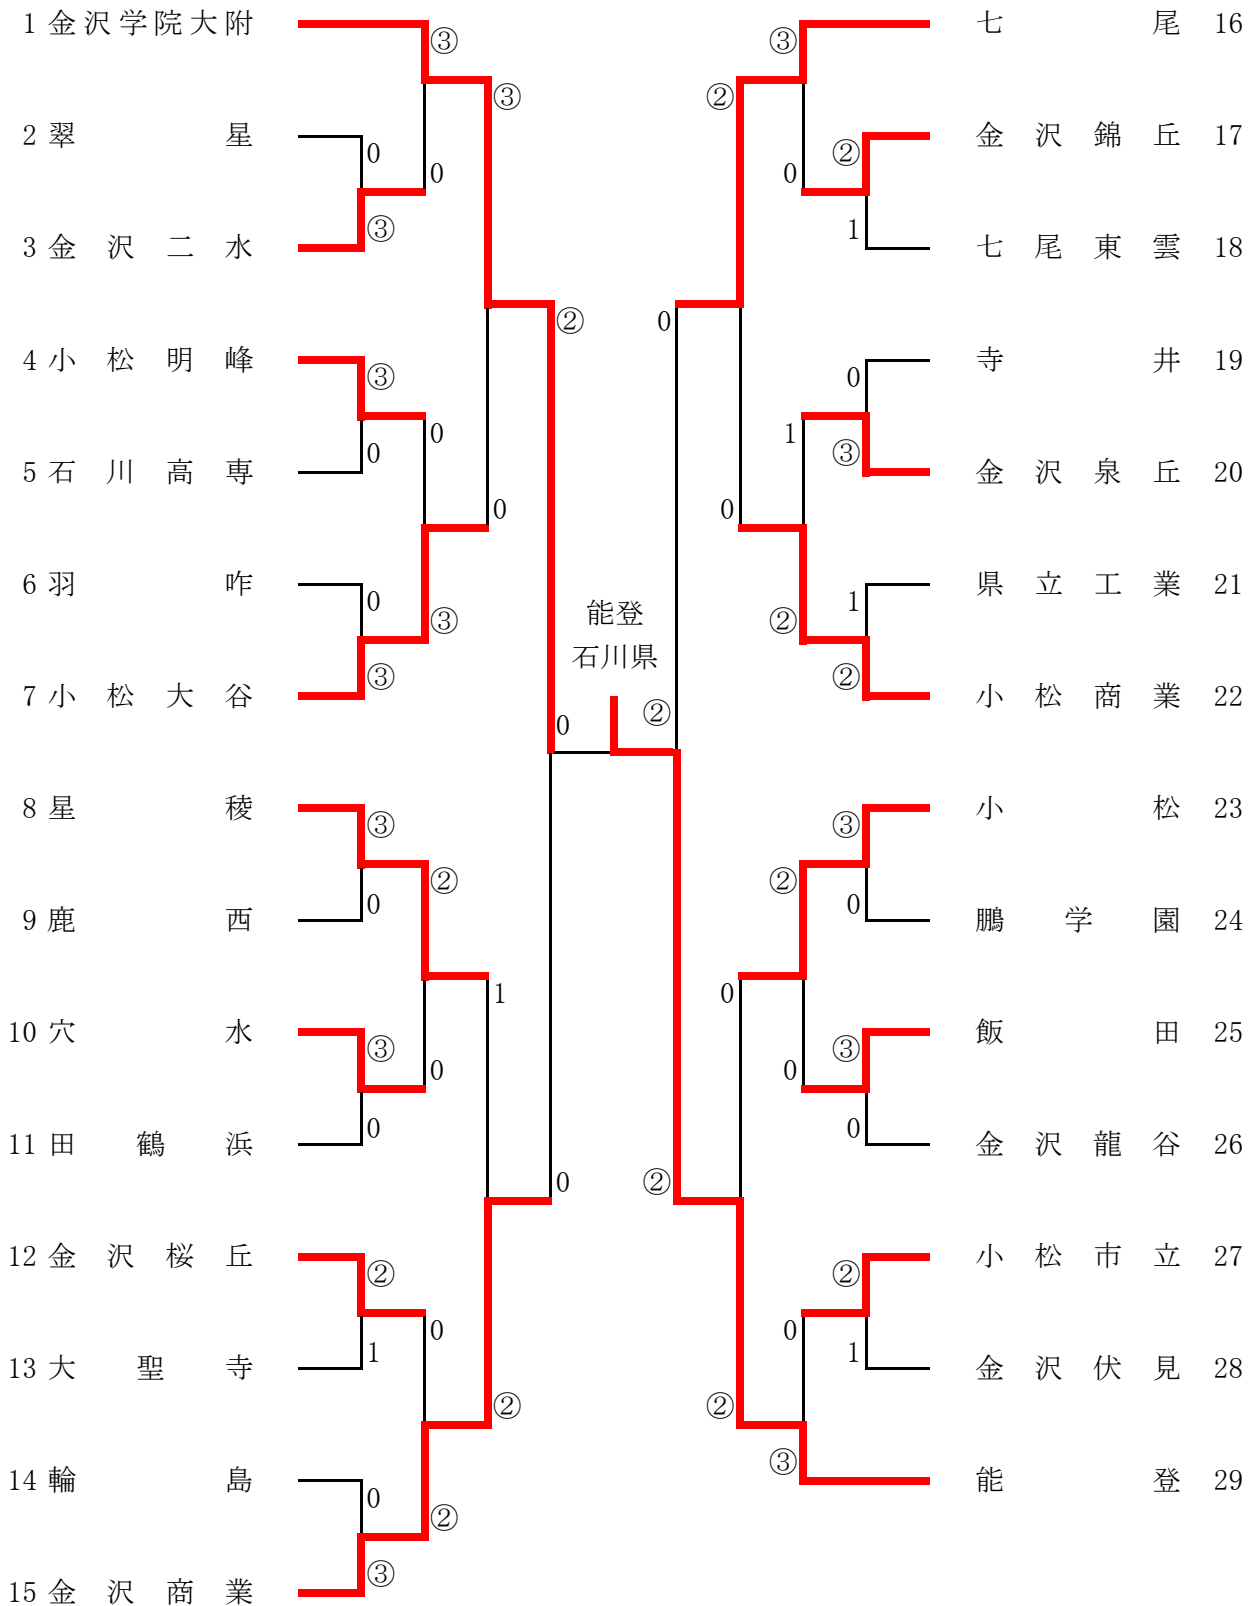 1 金沢学院大附
③
③
2 翠星
0
0
3 金沢二水
③
②
4 小松明峰
③
0
5 石川高専
0
0
6 羽咋
0
③
7 小松大谷
③
0
8 星稜
③
②
9 鹿西
0
1
10 穴水
③
0
11 田鶴浜
0
0
12 金沢桜丘
②
0
13 大聖寺
1
②
14 輪島
0
②
15 金沢商業
③
能登
石川県
②
七尾 16
③
②
金沢錦丘 17
②
0
七尾東雲 18
1
0
寺井 19
0
1
金沢泉丘 20
③
0
県立工業 21
1
②
小松商業 22
②
小松 23
③
②
鵬学園 24
0
0
飯田 25
③
0
金沢龍谷 26
0
②
小松市立 27
②
0
金沢伏見 28
1
②
能登 29
③